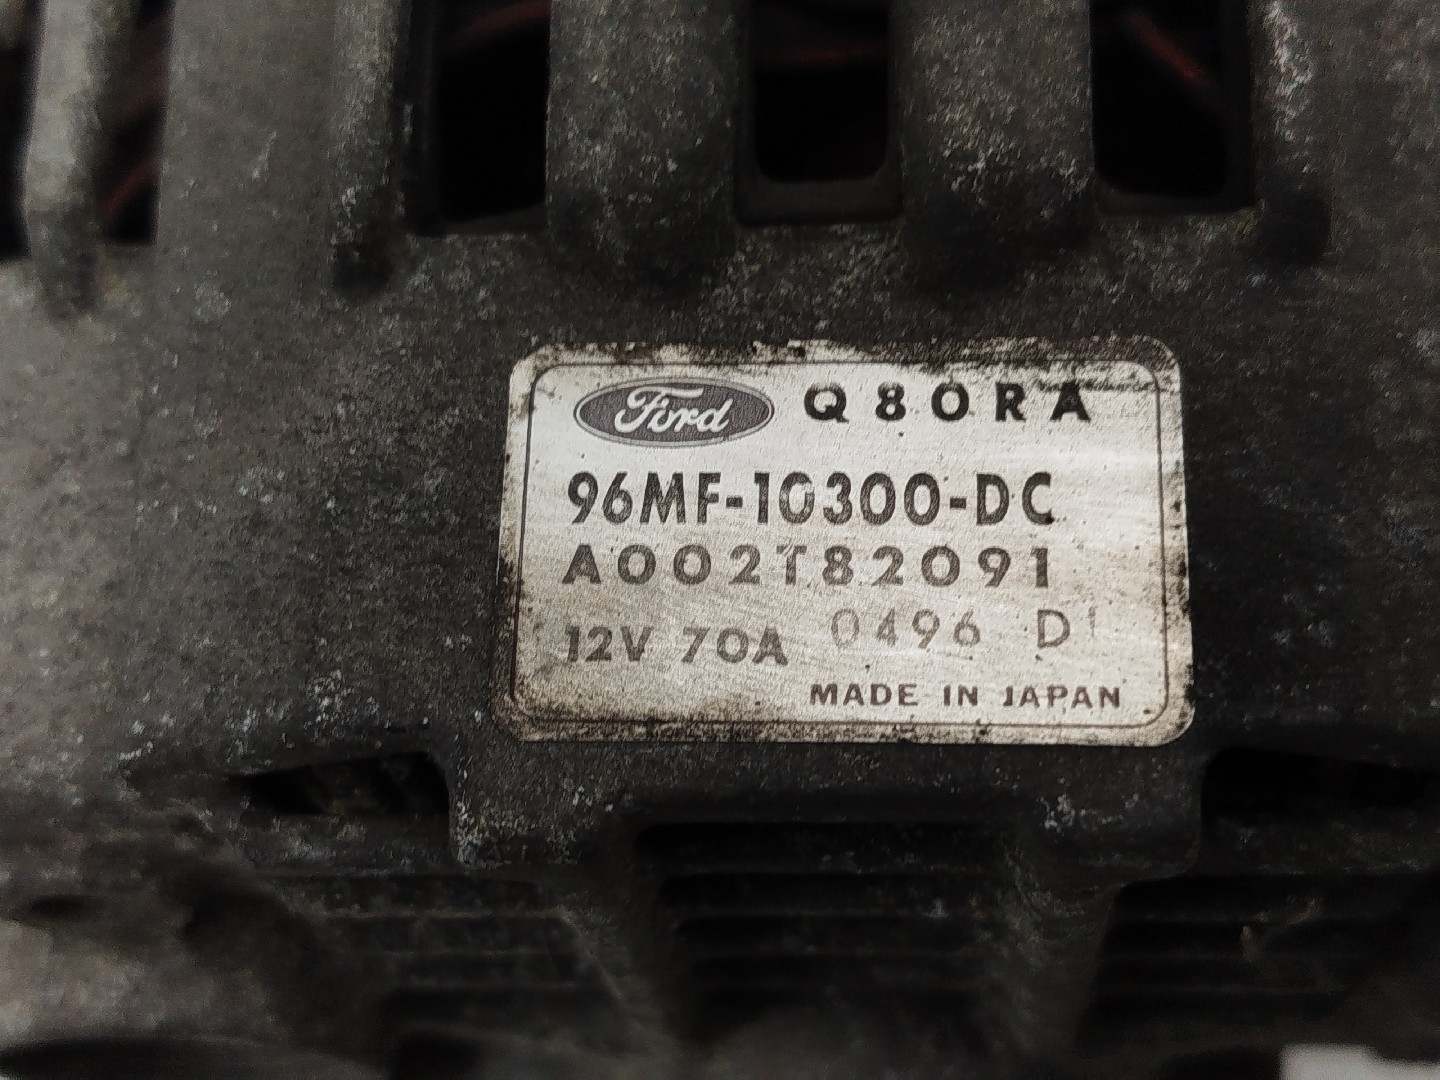 Ford Q80RA
96MF-10300-DC
A002T82091
12V 70A 0496 D
MADE IN JAPAN